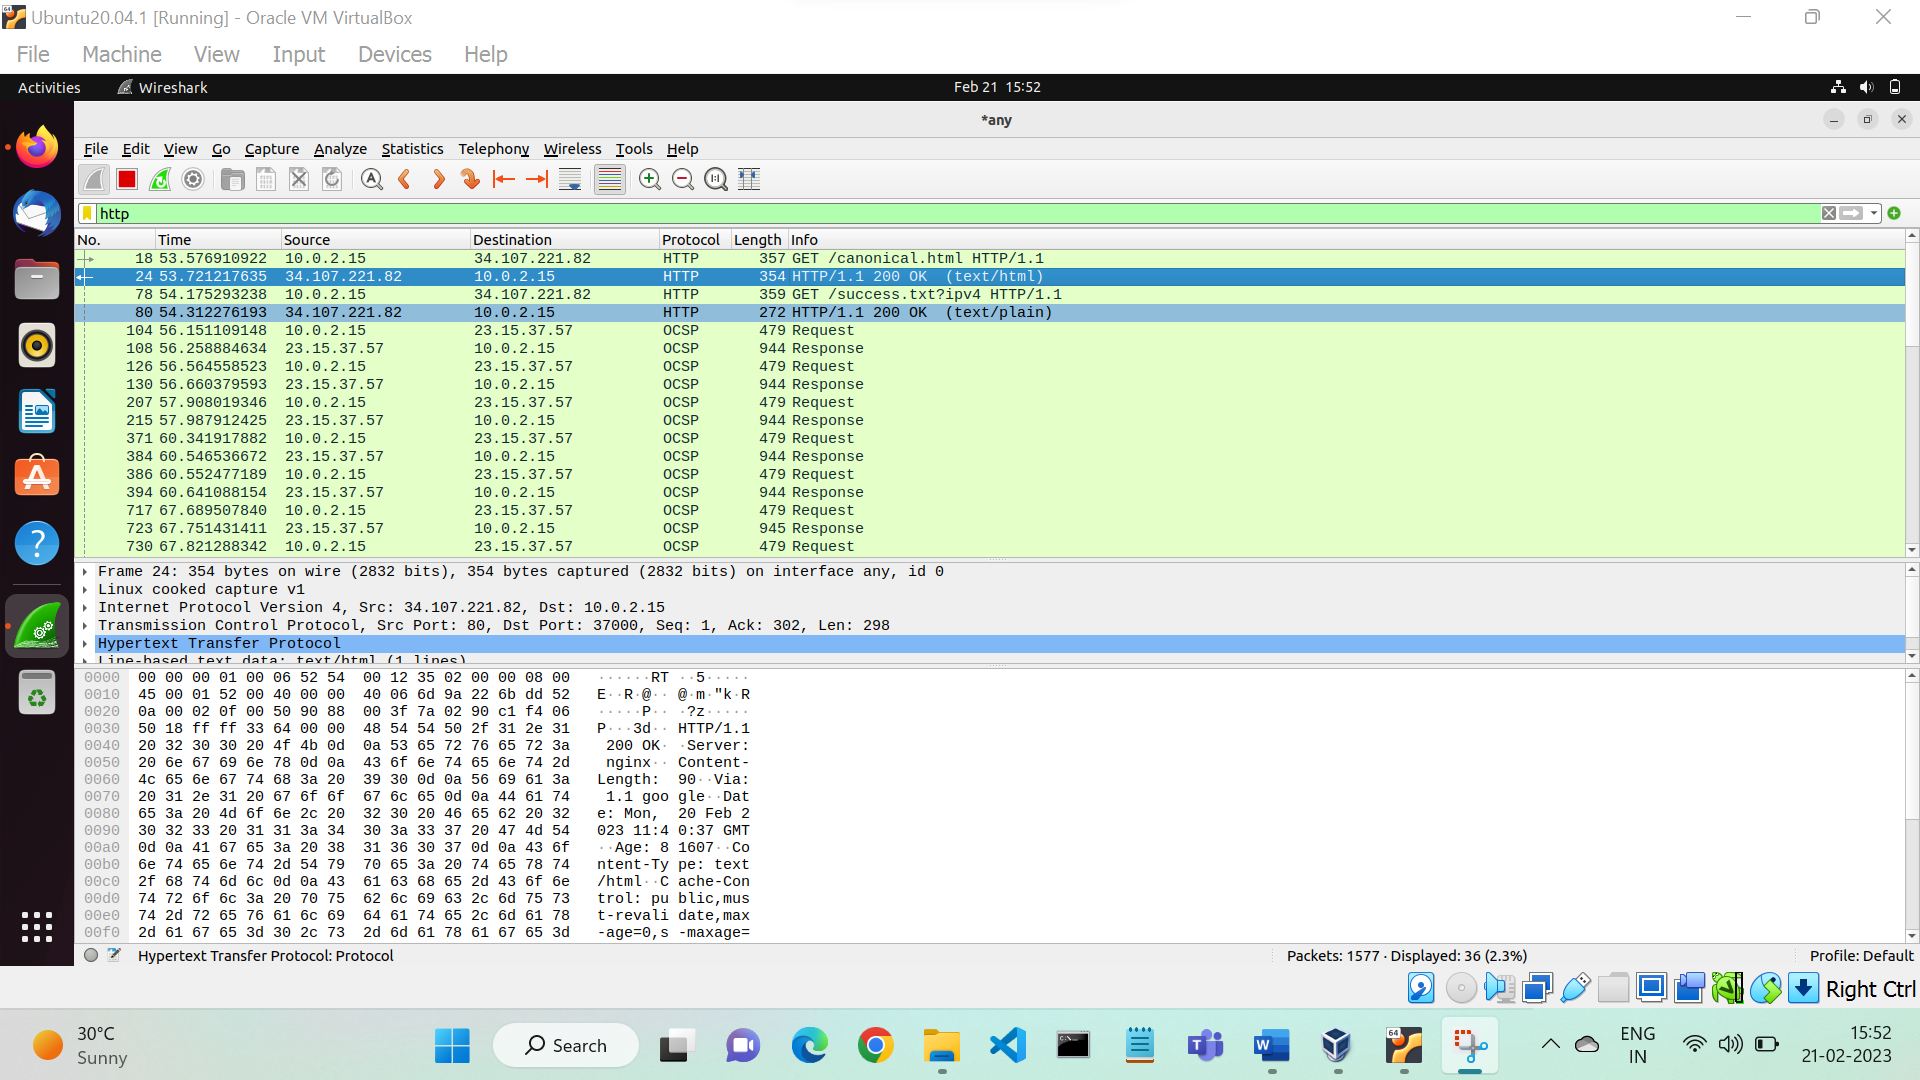 Ubuntu20.04.1 [Running] - Oracle VM VirtualBox
File Machine View Input Devices Help
Activities Wireshark Feb 21 15:52
*any
File Edit View Go Capture Analyze Statistics Telephony Wireless Tools Help
http
No. Time Source Destination Protocol Length Info
18 53.576910922 10.0.2.15 34.107.221.82 HTTP 357 GET /canonical.html HTTP/1.1
24 53.721217635 34.107.221.82 10.0.2.15 HTTP 354 HTTP/1.1 200 OK (text/html)
78 54.175293238 10.0.2.15 34.107.221.82 HTTP 359 GET /success.txt?ipv4 HTTP/1.1
80 54.312276193 34.107.221.82 10.0.2.15 HTTP 272 HTTP/1.1 200 OK (text/plain)
104 56.151109148 10.0.2.15 23.15.37.57 OCSP 479 Request
108 56.258884634 23.15.37.57 10.0.2.15 OCSP 944 Response
126 56.564558523 10.0.2.15 23.15.37.57 OCSP 479 Request
130 56.660379593 23.15.37.57 10.0.2.15 OCSP 944 Response
207 57.908019346 10.0.2.15 23.15.37.57 OCSP 479 Request
215 57.987912425 23.15.37.57 10.0.2.15 OCSP 944 Response
371 60.341917882 10.0.2.15 23.15.37.57 OCSP 479 Request
384 60.546536672 23.15.37.57 10.0.2.15 OCSP 944 Response
386 60.552477189 10.0.2.15 23.15.37.57 OCSP 479 Request
394 60.641088154 23.15.37.57 10.0.2.15 OCSP 944 Response
717 67.689507840 10.0.2.15 23.15.37.57 OCSP 479 Request
723 67.751431411 23.15.37.57 10.0.2.15 OCSP 945 Response
730 67.821288342 10.0.2.15 23.15.37.57 OCSP 479 Request
Frame 24: 354 bytes on wire (2832 bits), 354 bytes captured (2832 bits) on interface any, id 0
Linux cooked capture v1
Internet Protocol Version 4, Src: 34.107.221.82, Dst: 10.0.2.15
Transmission Control Protocol, Src Port: 80, Dst Port: 37000, Seq: 1, Ack: 302, Len: 298
Hypertext Transfer Protocol
Line-based text data: text/html (1 lines)
0000 00 00 00 01 00 06 52 54 00 12 35 02 00 00 08 00 ······RT ··5·····
0010 45 00 01 52 00 40 00 00 40 06 6d 9a 22 6b dd 52 E··R·@·· @·m·"k·R
0020 0a 00 02 0f 00 50 90 88 00 3f 7a 02 90 c1 f4 06 ·····P·· ·?z·····
0030 50 18 ff ff 33 64 00 00 48 54 54 50 2f 31 2e 31 P···3d·· HTTP/1.1
0040 20 32 30 30 20 4f 4b 0d 0a 53 65 72 76 65 72 3a 200 OK· ·Server:
0050 20 6e 67 69 6e 78 0d 0a 43 6f 6e 74 65 6e 74 2d nginx·· Content-
0060 4c 65 6e 67 74 68 3a 20 39 30 0d 0a 56 69 61 3a Length: 90··Via:
0070 20 31 2e 31 20 67 6f 6f 67 6c 65 0d 0a 44 61 74 1.1 goo gle··Dat
0080 65 3a 20 4d 6f 6e 2c 20 32 30 20 46 65 62 20 32 e: Mon, 20 Feb 2
0090 30 32 33 20 31 31 3a 34 30 3a 33 37 20 47 4d 54 023 11:4 0:37 GMT
00a0 0d 0a 41 67 65 3a 20 38 31 36 30 37 0d 0a 43 6f ··Age: 8 1607··Co
00b0 6e 74 65 6e 74 2d 54 79 70 65 3a 20 74 65 78 74 ntent-Ty pe: text
00c0 2f 68 74 6d 6c 0d 0a 43 61 63 68 65 2d 43 6f 6e /html··C ache-Con
00d0 74 72 6f 6c 3a 20 70 75 62 6c 69 63 2c 6d 75 73 trol: pu blic,mus
00e0 74 2d 72 65 76 61 6c 69 64 61 74 65 2c 6d 61 78 t-revali date,max
00f0 2d 61 67 65 3d 30 2c 73 2d 6d 61 78 61 67 65 3d -age=0,s -maxage=
Hypertext Transfer Protocol: Protocol Packets: 1577 · Displayed: 36 (2.3%) Profile: Default
Right Ctrl
30°C
Sunny
Search
ENG
IN
15:52
21-02-2023